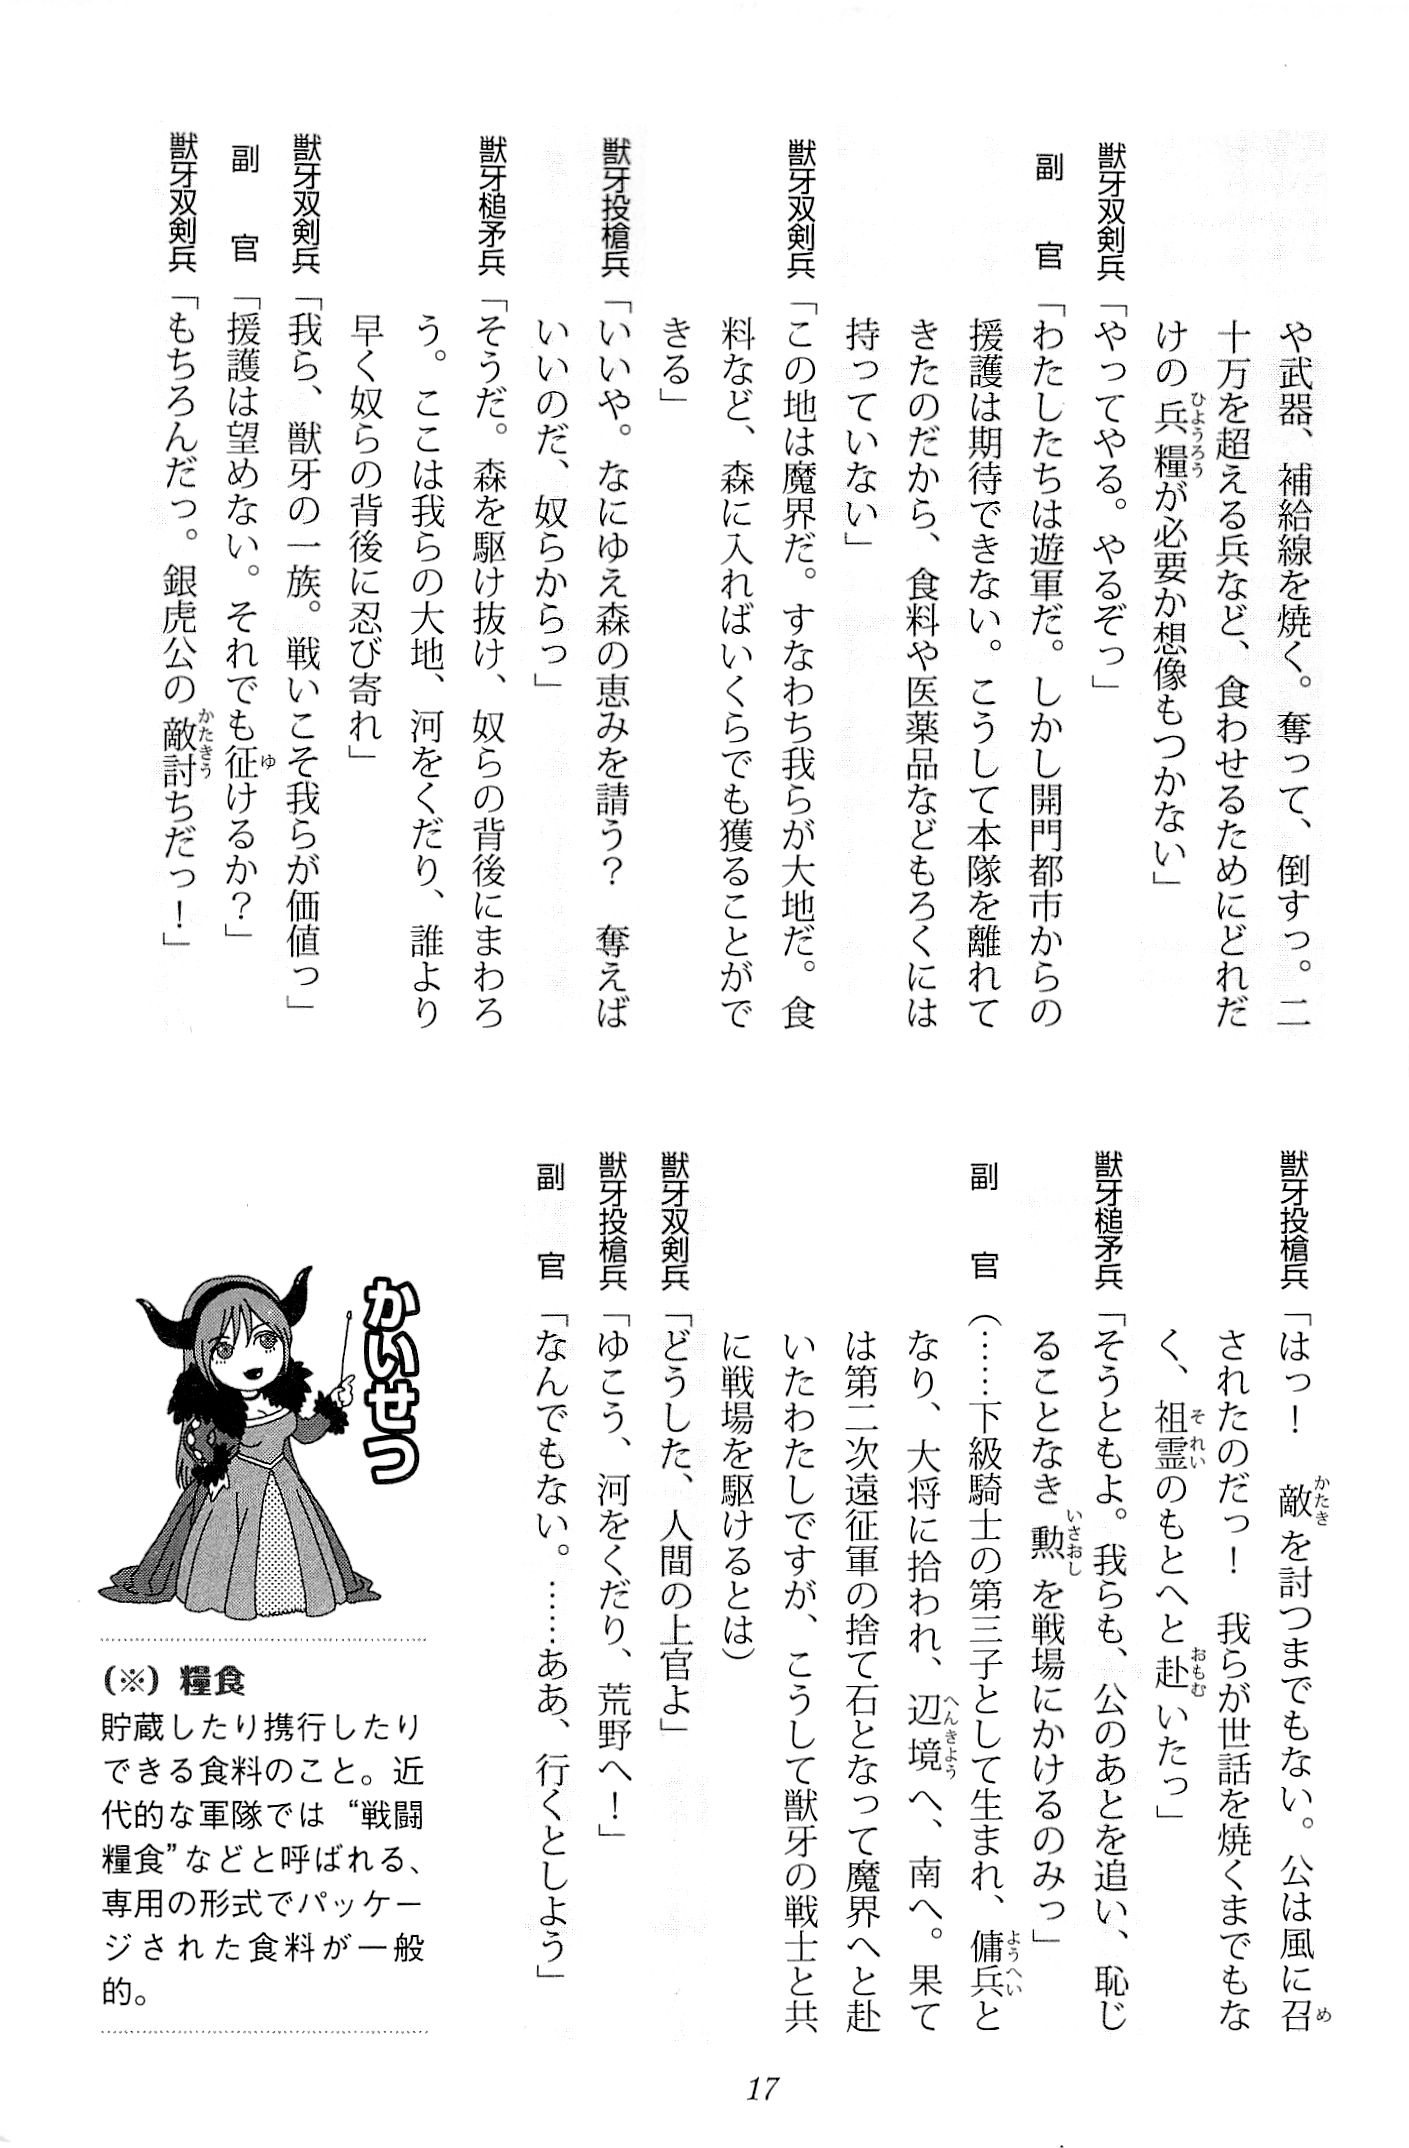 や武器、補給線を焼く。奪って、倒すっ。二
十万を超える兵など、食わせるためにどれだ
けの兵糧が必要か想像もつかない」
獣牙双剣兵「やってやる。やるぞっ」
副官「わたしたちは遊軍だ。しかし開門都市からの
援護は期待できない。こうして本隊を離れて
きたのだから、食料や医薬品などもろくには
持っていない」
獣牙双剣兵「この地は魔界だ。すなわち我らが大地だ。食
料など、森に入ればいくらでも獲ることがで
きる」
獣牙投槍兵「いいや。なにゆえ森の恵みを請う？　奪えば
いいのだ、奴らからっ」
獣牙槌矛兵「そうだ。森を駆け抜け、奴らの背後にまわろ
う。ここは我らの大地、河をくだり、誰より
早く奴らの背後に忍び寄れ」
獣牙双剣兵「我ら、獣牙の一族。戦いこそ我らが価値っ」
副官「援護は望めない。それでも征けるか？」
獣牙双剣兵「もちろんだっ。銀虎公の敵討ちだっ！」
獣牙投槍兵「はっ！　敵を討つまでもない。公は風に召
されたのだっ！　我らが世話を焼くまでもな
く、祖霊のもとへと赴いたっ」
獣牙槌矛兵「そうともよ。我らも、公のあとを追い、恥じ
ることなき勲を戦場にかけるのみっ」
副官（……下級騎士の第三子として生まれ、傭兵と
なり、大将に拾われ、辺境へ、南へ。果て
は第二次遠征軍の捨て石となって魔界へと赴
いたわたしですが、こうして獣牙の戦士と共
に戦場を駆けるとは）
獣牙双剣兵「どうした、人間の上官よ」
獣牙投槍兵「ゆこう、河をくだり、荒野へ！」
副官「なんでもない。……ああ、行くとしよう」
かいせつ
（※）糧食
貯蔵したり携行したり
できる食料のこと。近
代的な軍隊では“戦闘
糧食”などと呼ばれる、
専用の形式でパッケー
ジされた食料が一般
的。
17